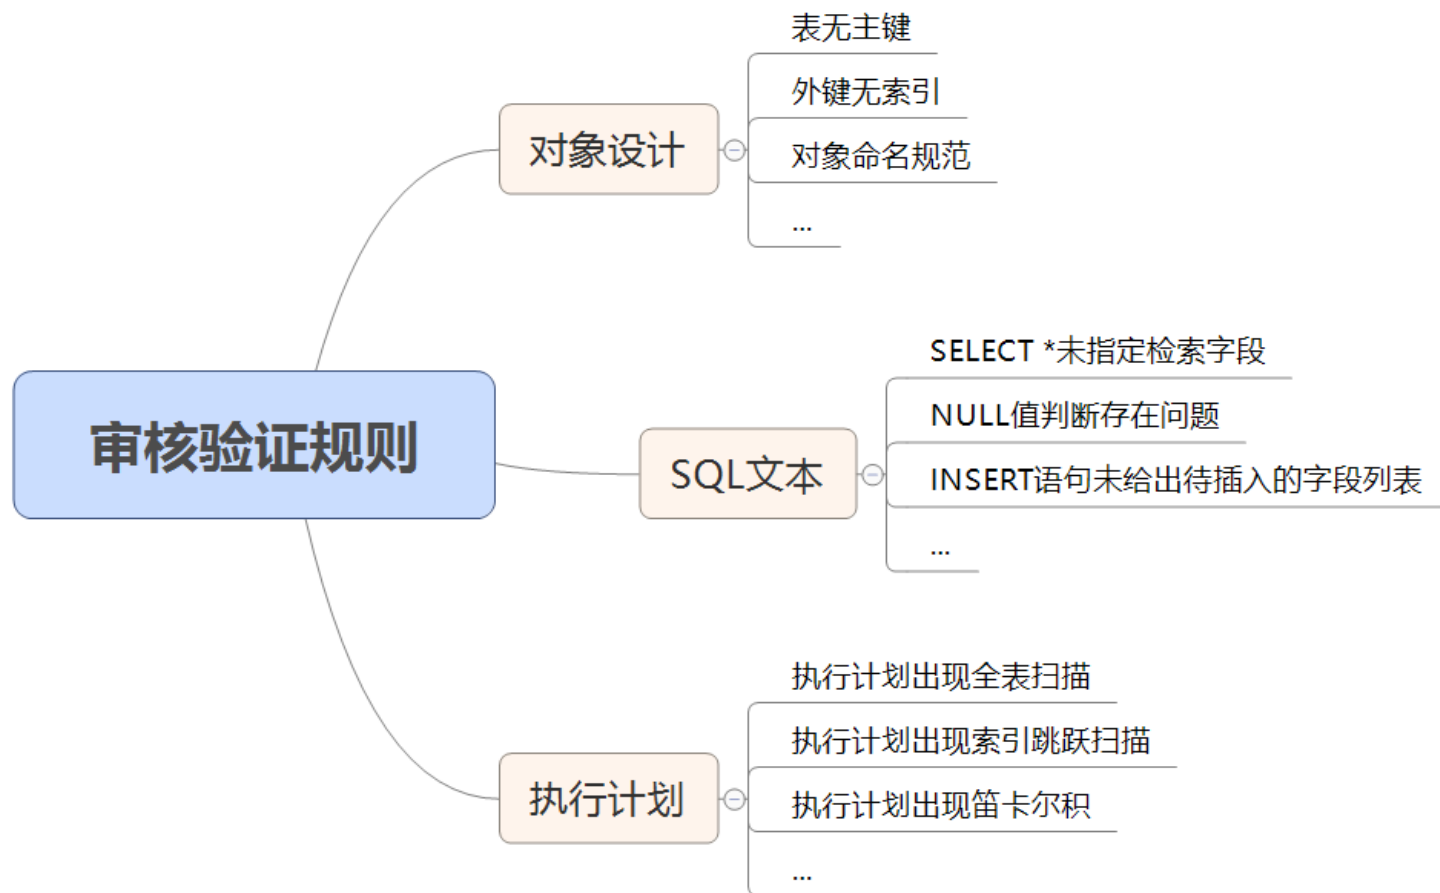 审核验证规则
对象设计
表无主键
外键无索引
对象命名规范
...
SQL文本
SELECT *未指定检索字段
NULL值判断存在问题
INSERT语句未给出待插入的字段列表
...
执行计划
执行计划出现全表扫描
执行计划出现索引跳跃扫描
执行计划出现笛卡尔积
...